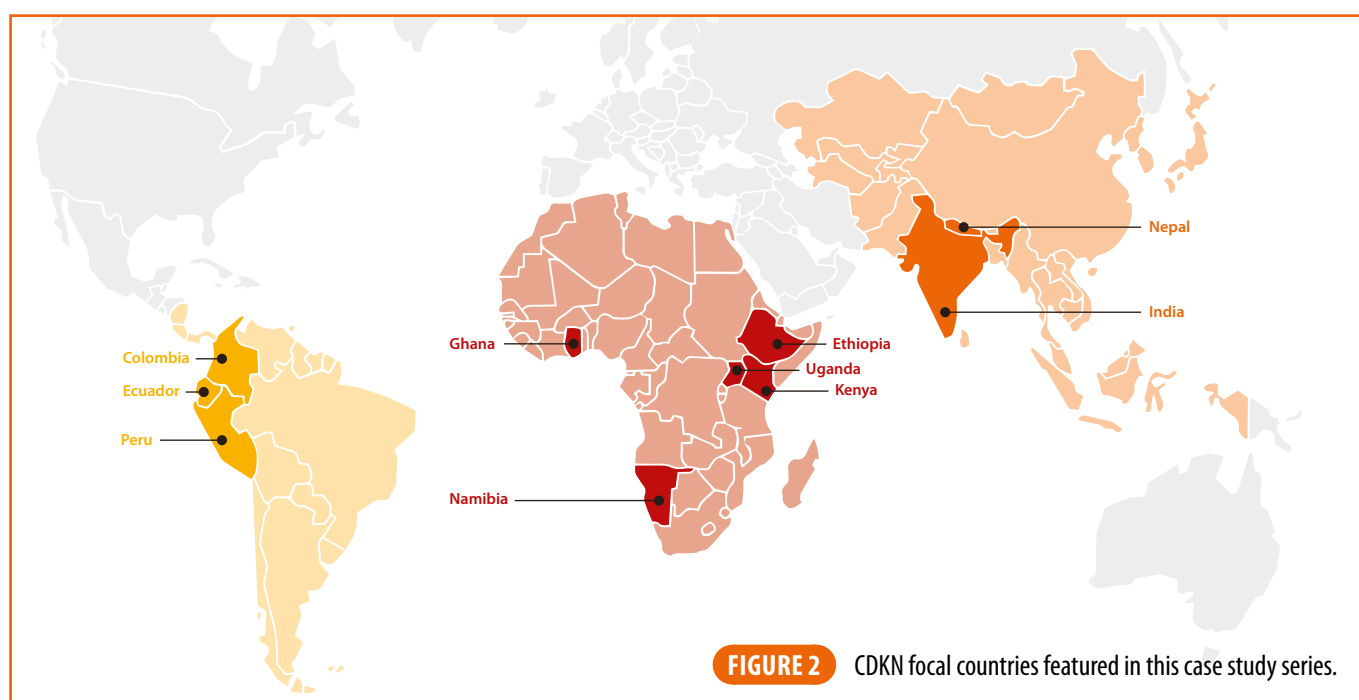 Nepal
India
Ghana
Ethiopia
Uganda
Kenya
Colombia
Ecuador
Peru
Namibia
FIGURE 2 CDKN focal countries featured in this case study series.